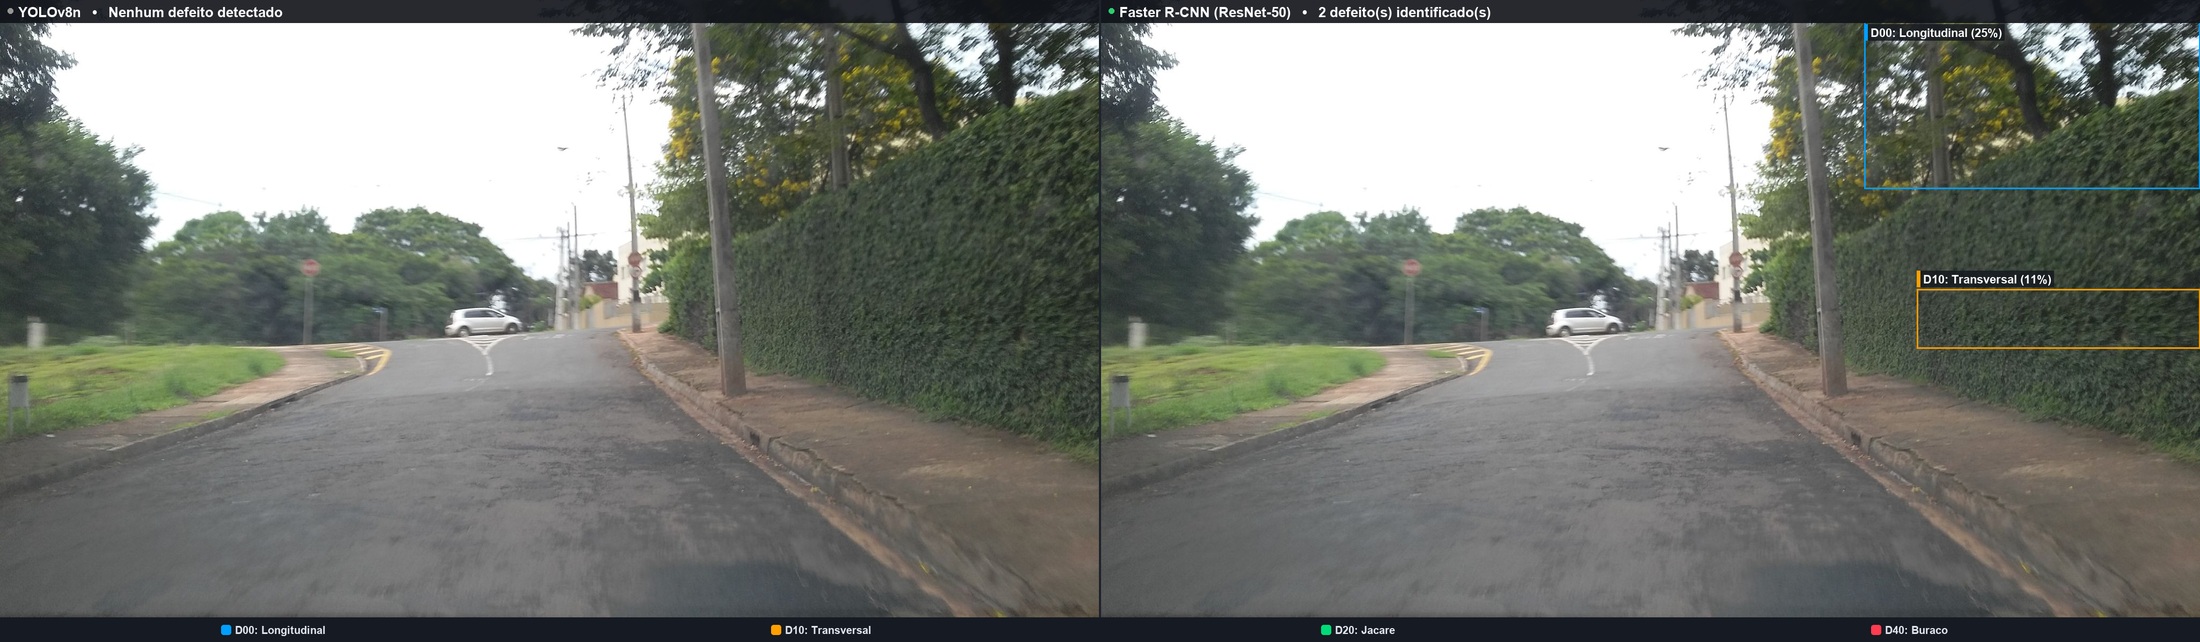 YOLOv8n • Nenhum defeito detectado
Faster R-CNN (ResNet-50) • 2 defeito(s) identificado(s)
D00: Longitudinal (25%)
D10: Transversal (11%)
D00: Longitudinal
D10: Transversal
D20: Jacare
D40: Buraco